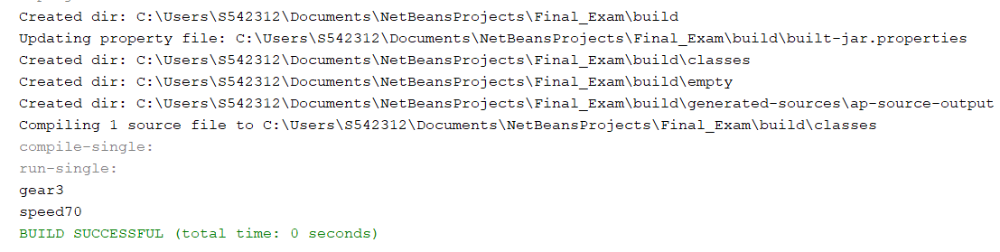 Created dir: C:\Users\S542312\Documents\NetBeansProjects\Final_Exam\build
Updating property file: C:\Users\S542312\Documents\NetBeansProjects\Final_Exam\build\built-jar.properties
Created dir: C:\Users\S542312\Documents\NetBeansProjects\Final_Exam\build\classes
Created dir: C:\Users\S542312\Documents\NetBeansProjects\Final_Exam\build\empty
Created dir: C:\Users\S542312\Documents\NetBeansProjects\Final_Exam\build\generated-sources\ap-source-output
Compiling 1 source file to C:\Users\S542312\Documents\NetBeansProjects\Final_Exam\build\classes
compile-single:
run-single:
gear3
speed70
BUILD SUCCESSFUL (total time: 0 seconds)